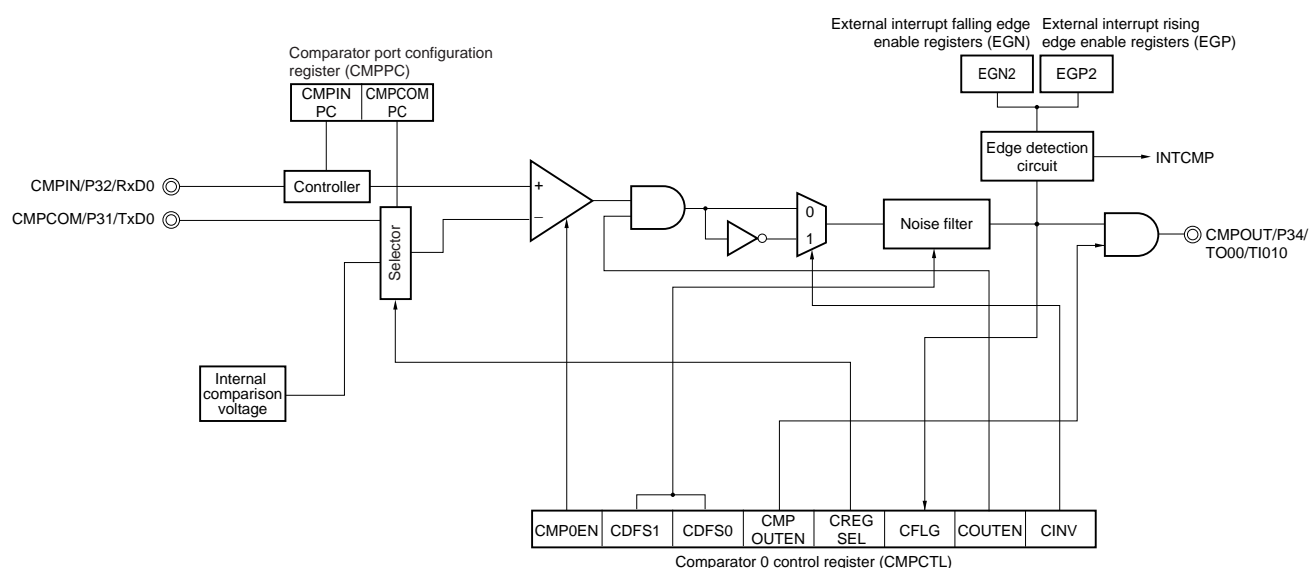 External interrupt falling edge
enable registers (EGN)
External interrupt rising
edge enable registers (EGP)
EGN2
EGP2
Comparator port configuration
register (CMPPC)
CMPIN
PC
CMPCOM
PC
Edge detection
circuit
INTCMP
CMPIN/P32/RxD0
Controller
CMPCOM/P31/TxD0
Selector
+
−
0
1
Noise filter
CMPOUT/P34/
TO00/TI010
Internal
comparison
voltage
CMP0EN
CDFS1
CDFS0
CMP
OUTEN
CREG
SEL
CFLG
COUTEN
CINV
Comparator 0 control register (CMPCTL)